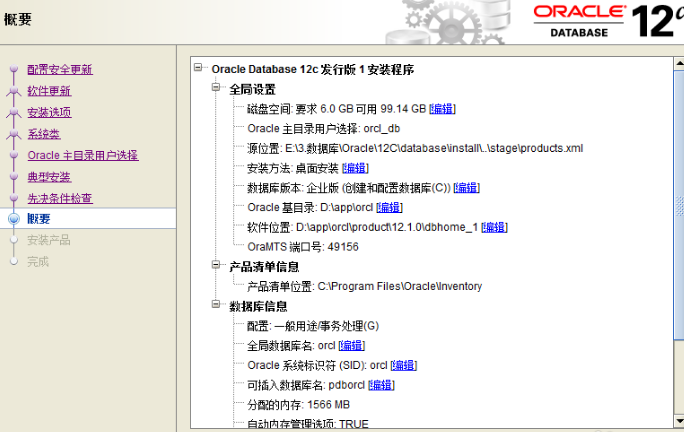 概要
ORACLE
DATABASE
12c
配置安全更新
软件更新
安装选项
系统类
Oracle 主目录用户选择
典型安装
先决条件检查
概要
安装产品
完成
Oracle Database 12c 发行版 1 安装程序
全局设置
磁盘空间: 要求 6.0 GB 可用 99.14 GB [编辑]
Oracle 主目录用户选择: orcl_db
源位置: E:\3.数据库\Oracle\12C\database\install\..\stage\products.xml
安装方法: 桌面安装 [编辑]
数据库版本: 企业版 (创建和配置数据库(C)) [编辑]
Oracle 基目录: D:\app\orcl [编辑]
软件位置: D:\app\orcl\product\12.1.0\dbhome_1 [编辑]
OraMTS 端口号: 49156
产品清单信息
产品清单位置: C:\Program Files\Oracle\Inventory
数据库信息
配置: 一般用途/事务处理(G)
全局数据库名: orcl [编辑]
Oracle 系统标识符 (SID): orcl [编辑]
可插入数据库名: pdborcl [编辑]
分配的内存: 1566 MB
自动内存管理选项: TRUE